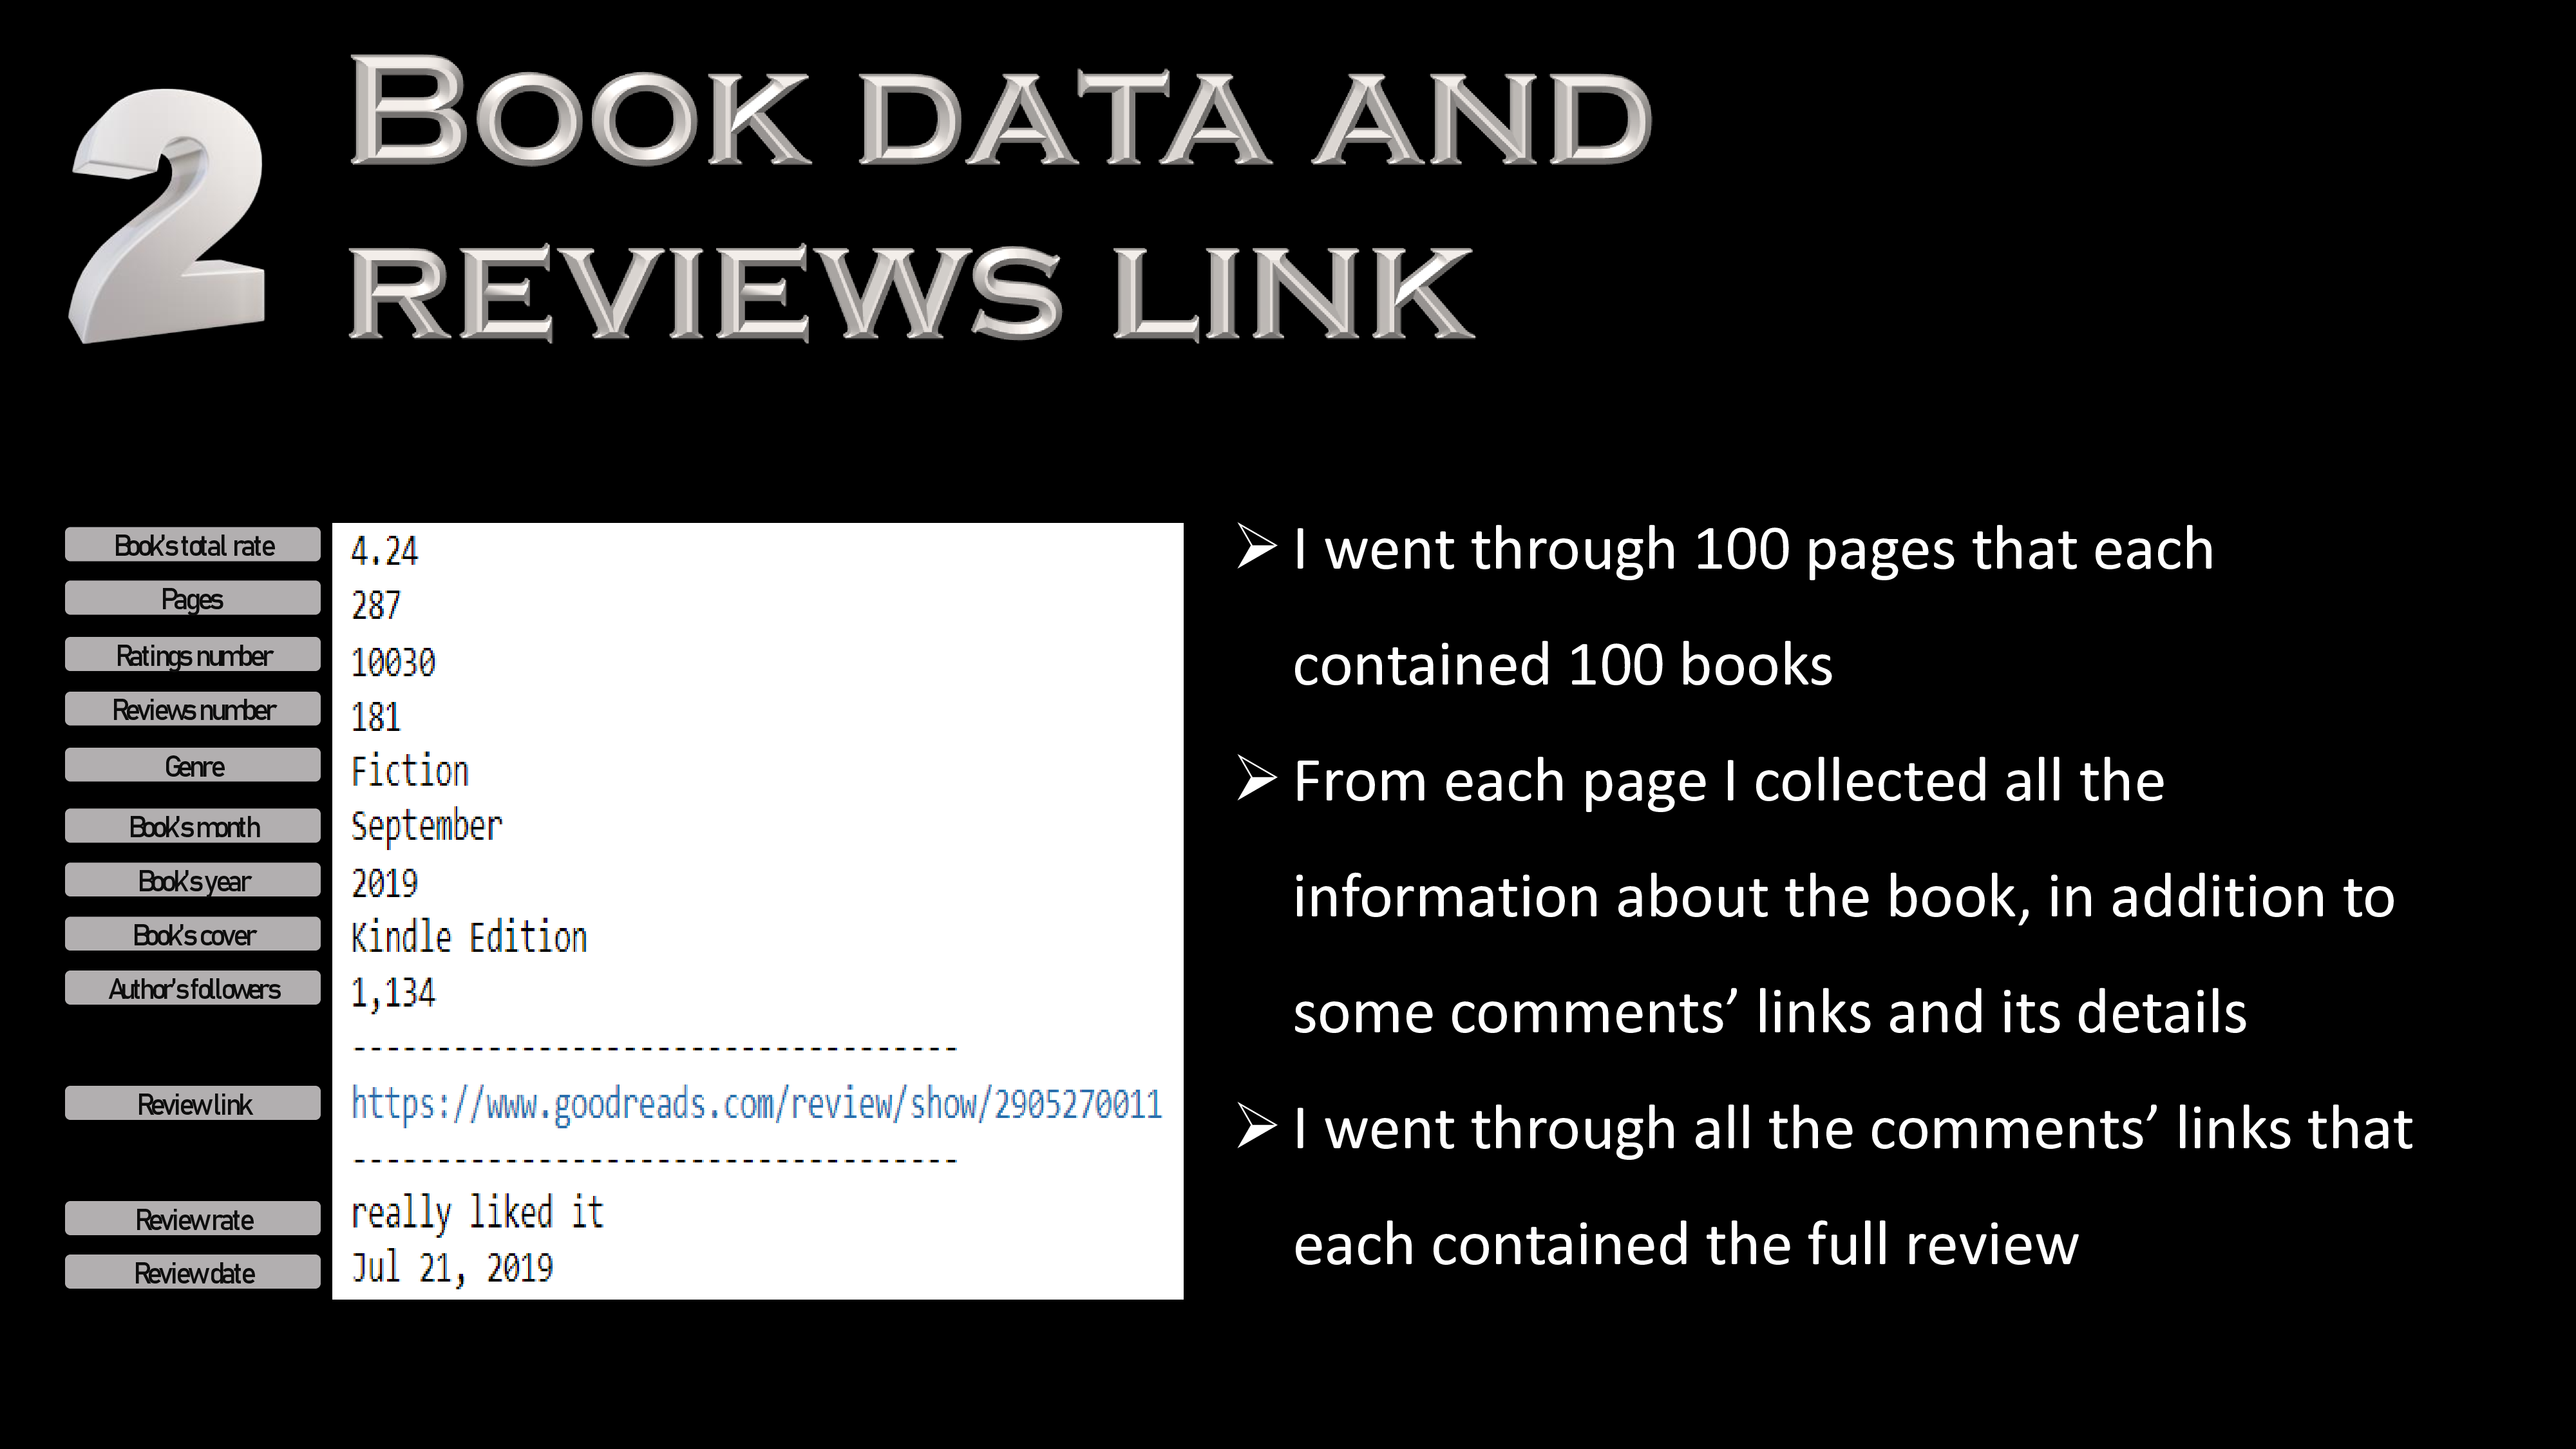 2
Book data and
reviews link
Book's total rate
4.24
Pages
287
Ratings number
10030
Reviews number
181
Genre
Fiction
Book's month
September
Book's year
2019
Book's cover
Kindle Edition
Author's followers
1,134
------------------------------------
Review link
https://www.goodreads.com/review/show/2905270011
------------------------------------
Review rate
really liked it
Review date
Jul 21, 2019
➢ I went through 100 pages that each
contained 100 books
➢ From each page I collected all the
information about the book, in addition to
some comments’ links and its details
➢ I went through all the comments’ links that
each contained the full review